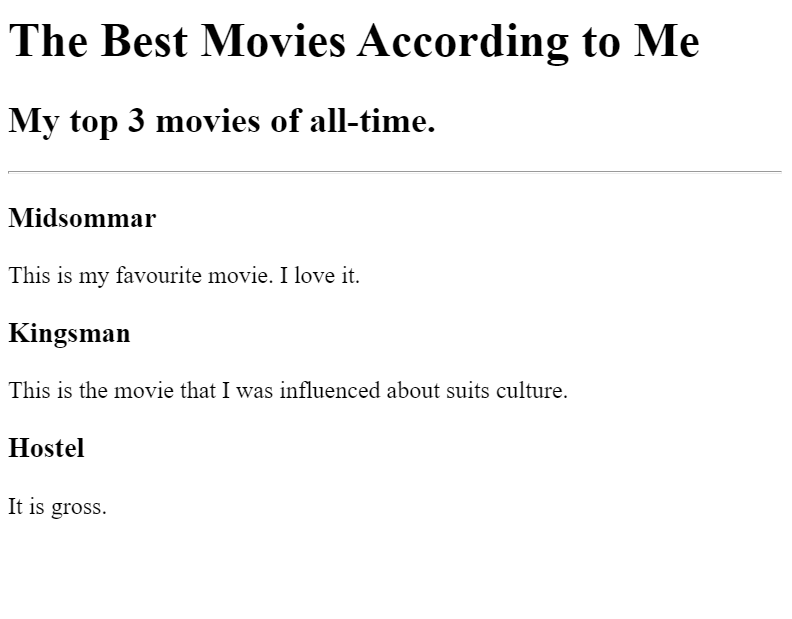 The Best Movies According to Me
My top 3 movies of all-time.
Midsommar
This is my favourite movie. I love it.
Kingsman
This is the movie that I was influenced about suits culture.
Hostel
It is gross.